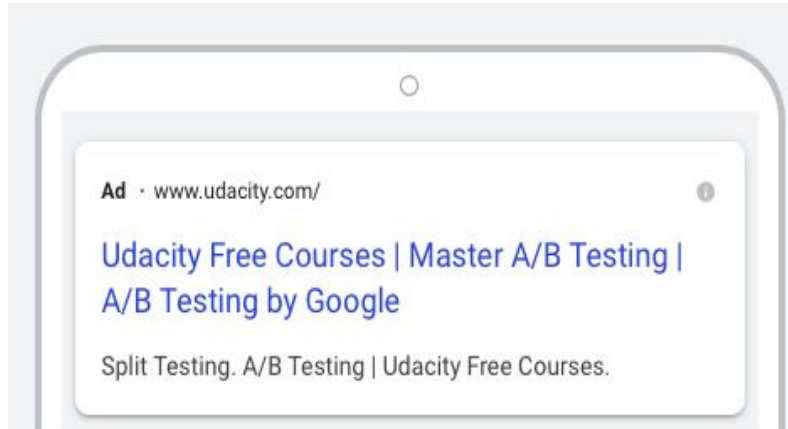 Ad · www.udacity.com/
Udacity Free Courses | Master A/B Testing |
A/B Testing by Google
Split Testing. A/B Testing | Udacity Free Courses.